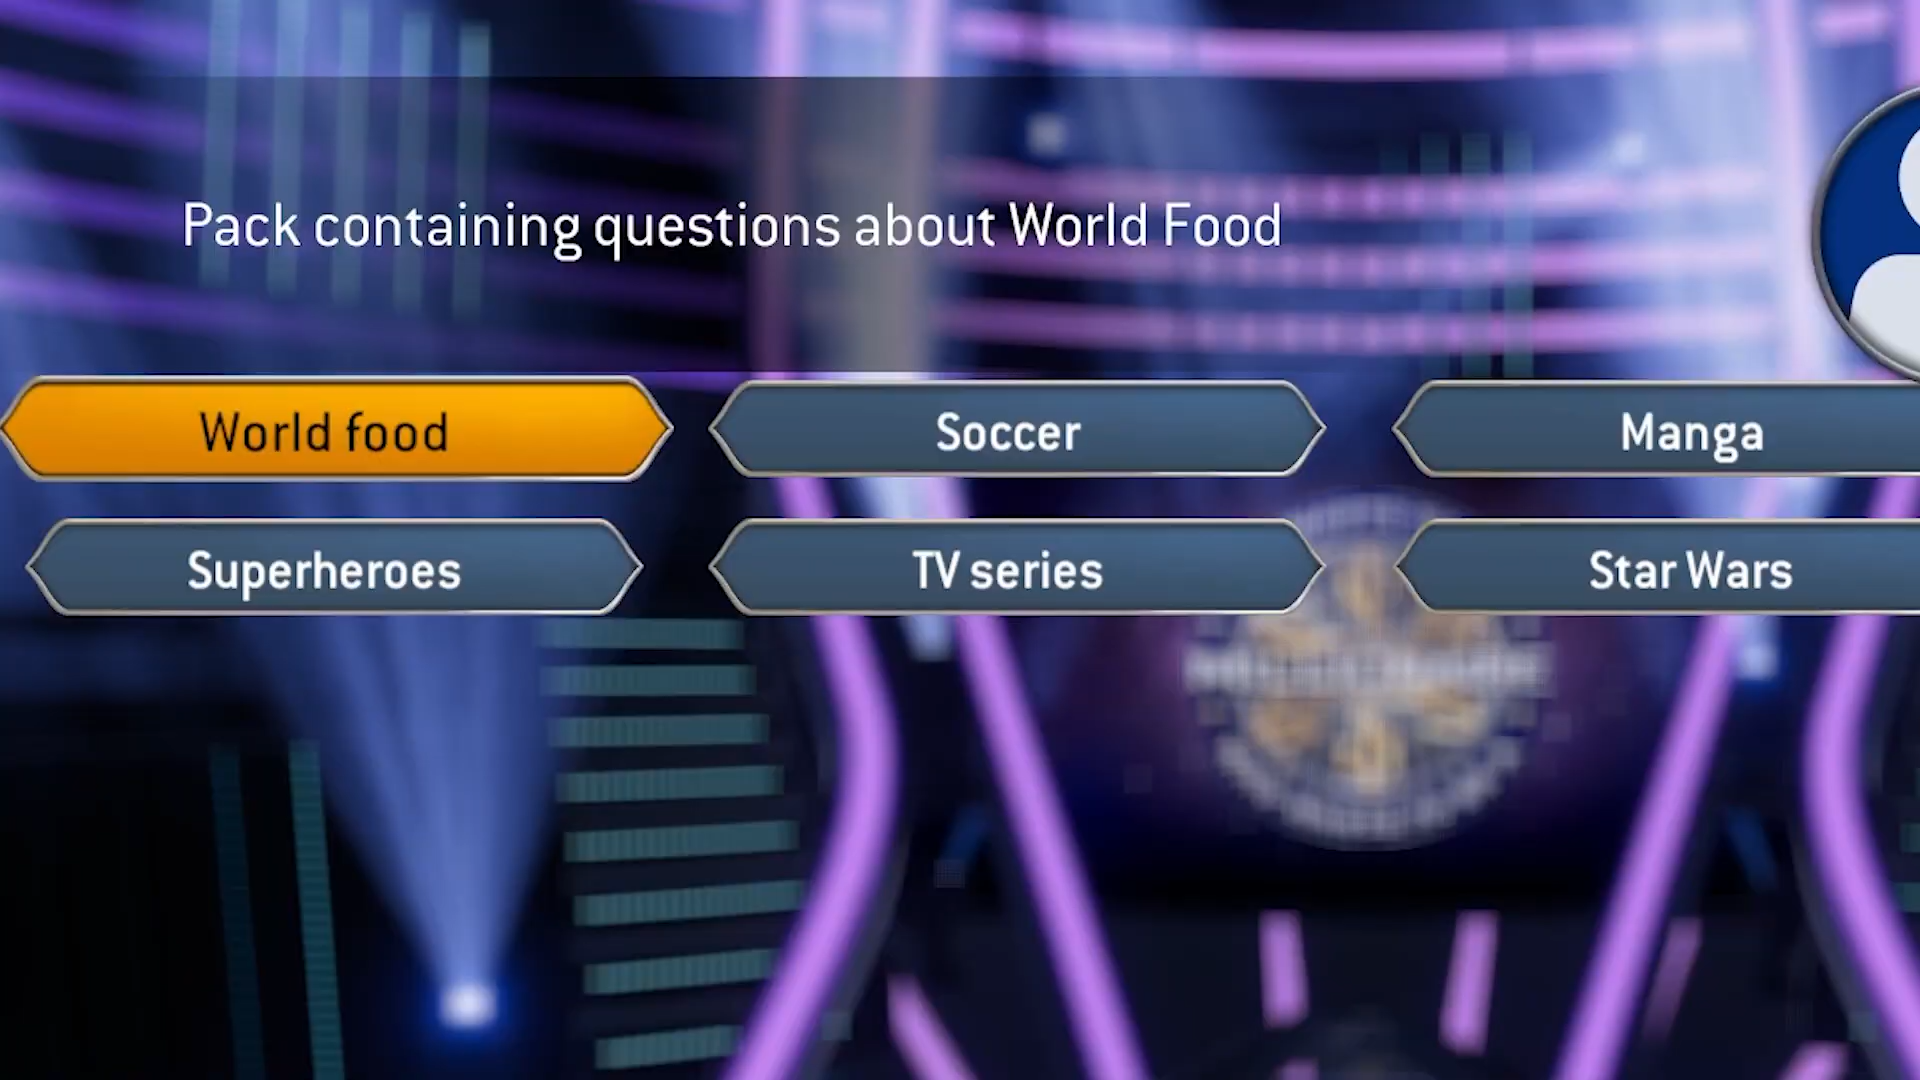 Pack containing questions about World Food
World food
Soccer
Manga
Superheroes
TV series
Star Wars